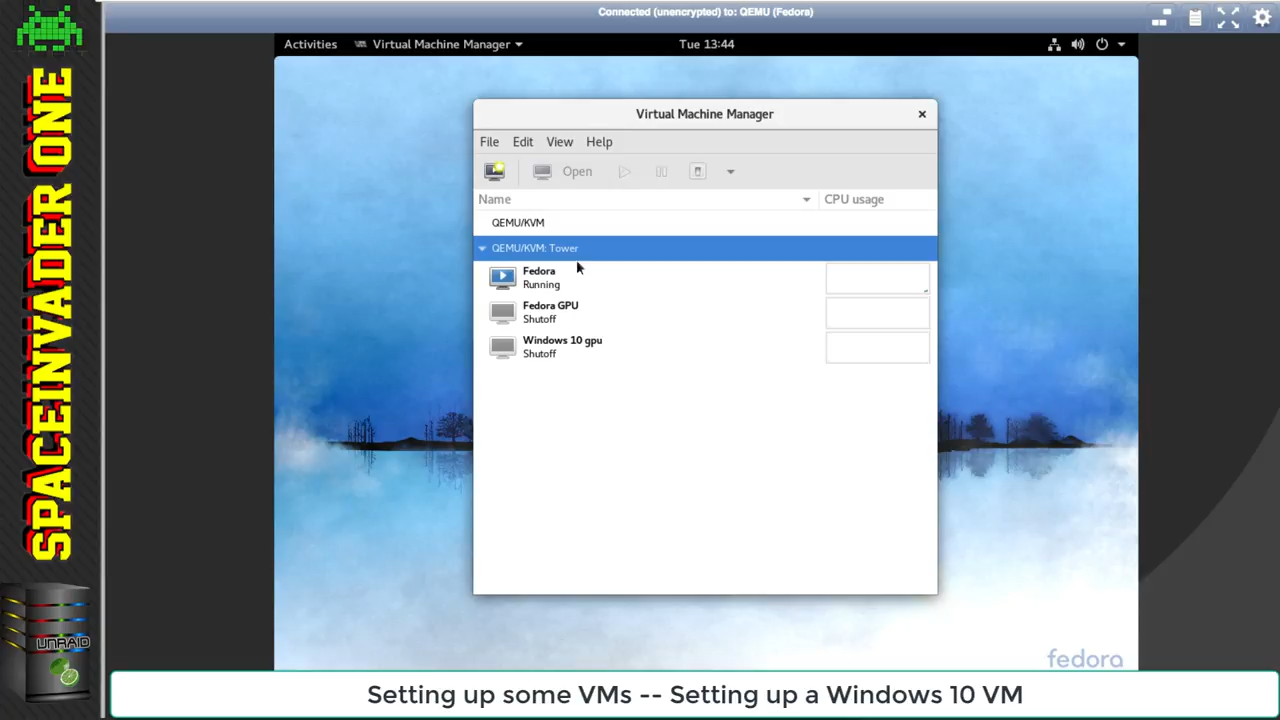 Connected (unencrypted) to: QEMU (Fedora)
Activities Virtual Machine Manager Tue 13:44
Virtual Machine Manager
File Edit View Help
Open
Name CPU usage
QEMU/KVM
QEMU/KVM: Tower
Fedora
Running
Fedora GPU
Shutoff
Windows 10 gpu
Shutoff
fedora
SPACEINVADER ONE
UNRAID
Setting up some VMs -- Setting up a Windows 10 VM